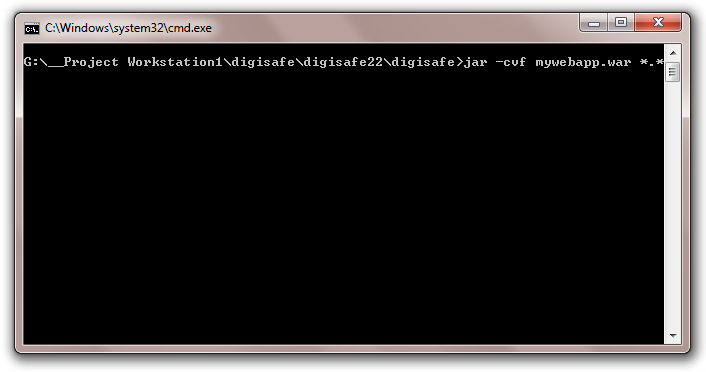 C:\Windows\system32\cmd.exe
G:\__Project Workstation1\digisafe\digisafe22\digisafe>jar -cvf mywebapp.war *.*